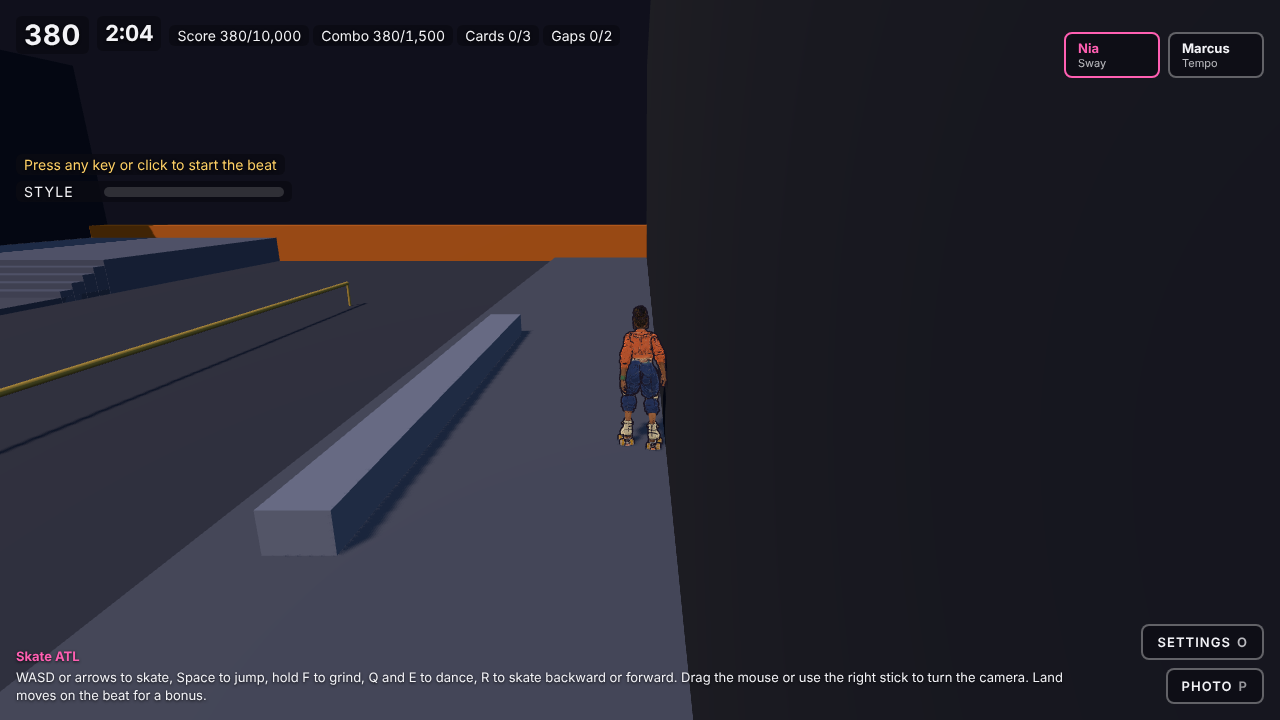 380 2:04 Score 380/10,000 Combo 380/1,500 Cards 0/3 Gaps 0/2
Nia
Sway
Marcus
Tempo
Press any key or click to start the beat
STYLE
SETTINGS O
PHOTO P
Skate ATL
WASD or arrows to skate, Space to jump, hold F to grind, Q and E to dance, R to skate backward or forward. Drag the mouse or use the right stick to turn the camera. Land
moves on the beat for a bonus.